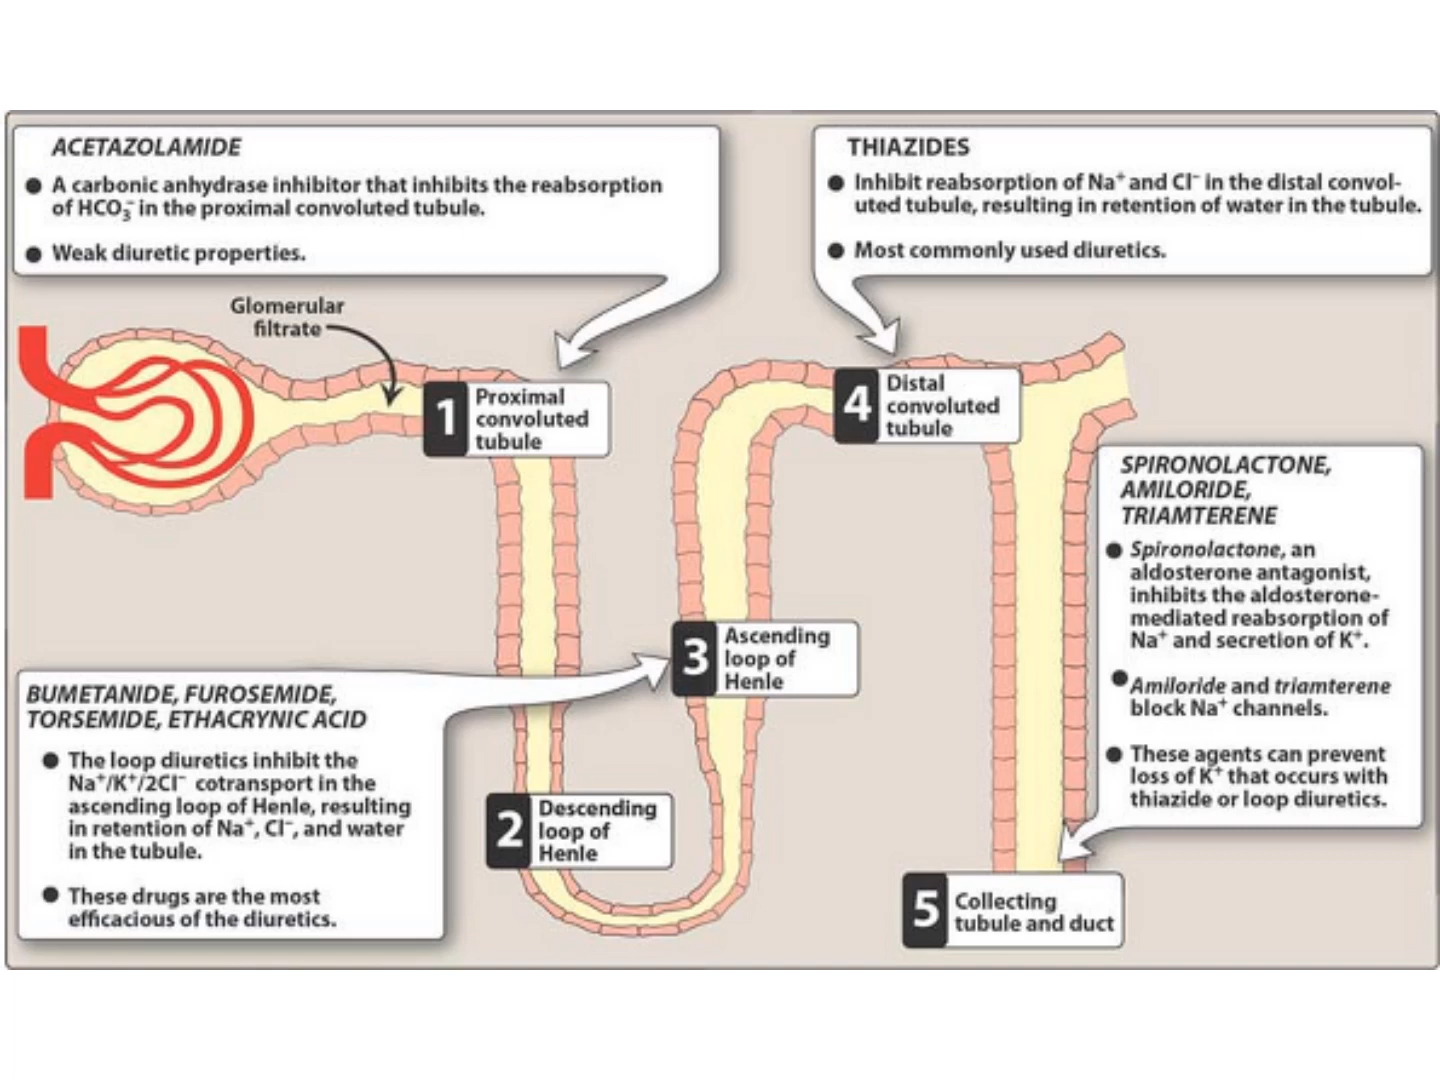 ACETAZOLAMIDE
● A carbonic anhydrase inhibitor that inhibits the reabsorption
of HCO₃⁻ in the proximal convoluted tubule.
● Weak diuretic properties.
THIAZIDES
● Inhibit reabsorption of Na⁺ and Cl⁻ in the distal convol-
uted tubule, resulting in retention of water in the tubule.
● Most commonly used diuretics.
Glomerular
filtrate
1 Proximal
convoluted
tubule
4 Distal
convoluted
tubule
SPIRONOLACTONE,
AMILORIDE,
TRIAMTERENE
● Spironolactone, an
aldosterone antagonist,
inhibits the aldosterone-
mediated reabsorption of
Na⁺ and secretion of K⁺.
● Amiloride and triamterene
block Na⁺ channels.
● These agents can prevent
loss of K⁺ that occurs with
thiazide or loop diuretics.
3 Ascending
loop of
Henle
BUMETANIDE, FUROSEMIDE,
TORSEMIDE, ETHACRYNIC ACID
● The loop diuretics inhibit the
Na⁺/K⁺/2Cl⁻ cotransport in the
ascending loop of Henle, resulting
in retention of Na⁺, Cl⁻, and water
in the tubule.
● These drugs are the most
efficacious of the diuretics.
2 Descending
loop of
Henle
5 Collecting
tubule and duct